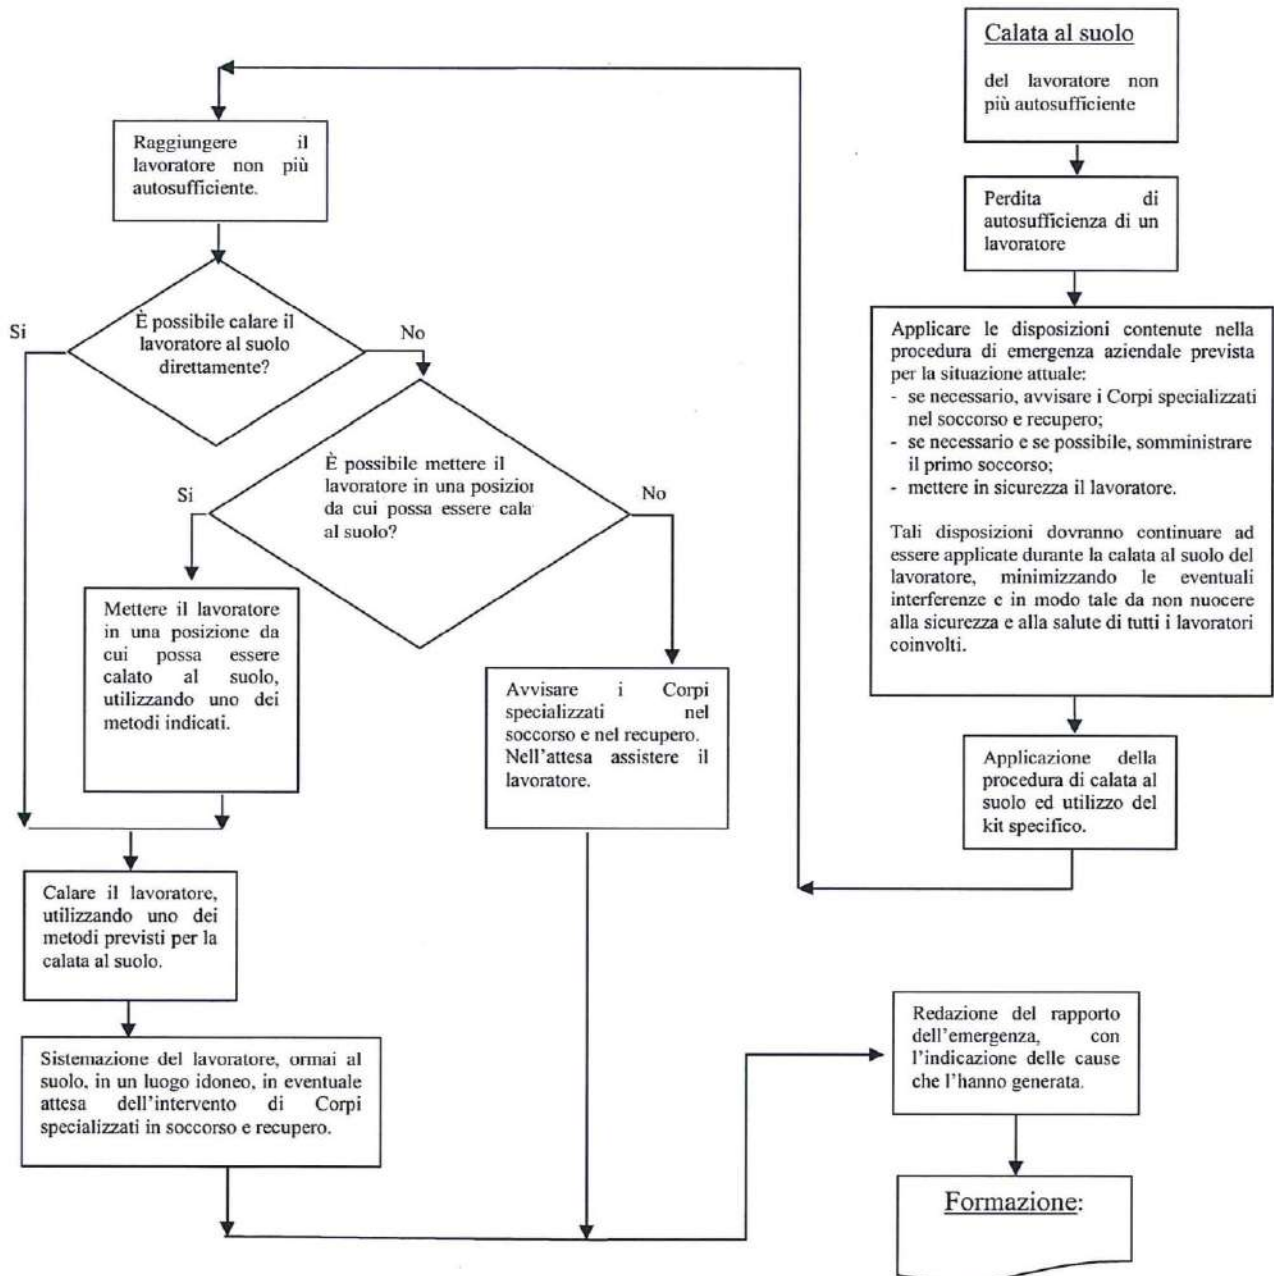 Calata al suolo
del lavoratore non
più autosufficiente
Perdita di
autosufficienza di un
lavoratore
Applicare le disposizioni contenute nella
procedura di emergenza aziendale prevista
per la situazione attuale:
- se necessario, avvisare i Corpi specializzati
nel soccorso e recupero;
- se necessario e se possibile, somministrare
il primo soccorso;
- mettere in sicurezza il lavoratore.
Tali disposizioni dovranno continuare ad
essere applicate durante la calata al suolo del
lavoratore, minimizzando le eventuali
interferenze e in modo tale da non nuocere
alla sicurezza e alla salute di tutti i lavoratori
coinvolti.
Applicazione della
procedura di calata al
suolo ed utilizzo del
kit specifico.
Raggiungere il
lavoratore non più
autosufficiente.
È possibile calare il
lavoratore al suolo
direttamente?
Si
No
È possibile mettere il
lavoratore in una posizion
da cui possa essere cala
al suolo?
Si
No
Mettere il lavoratore
in una posizione da
cui possa essere
calato al suolo,
utilizzando uno dei
metodi indicati.
Avvisare i Corpi
specializzati nel
soccorso e nel recupero.
Nell'attesa assistere il
lavoratore.
Calare il lavoratore,
utilizzando uno dei
metodi previsti per la
calata al suolo.
Sistemazione del lavoratore, ormai al
suolo, in un luogo idoneo, in eventuale
attesa dell'intervento di Corpi
specializzati in soccorso e recupero.
Redazione del rapporto
dell'emergenza, con
l'indicazione delle cause
che l'hanno generata.
Formazione: